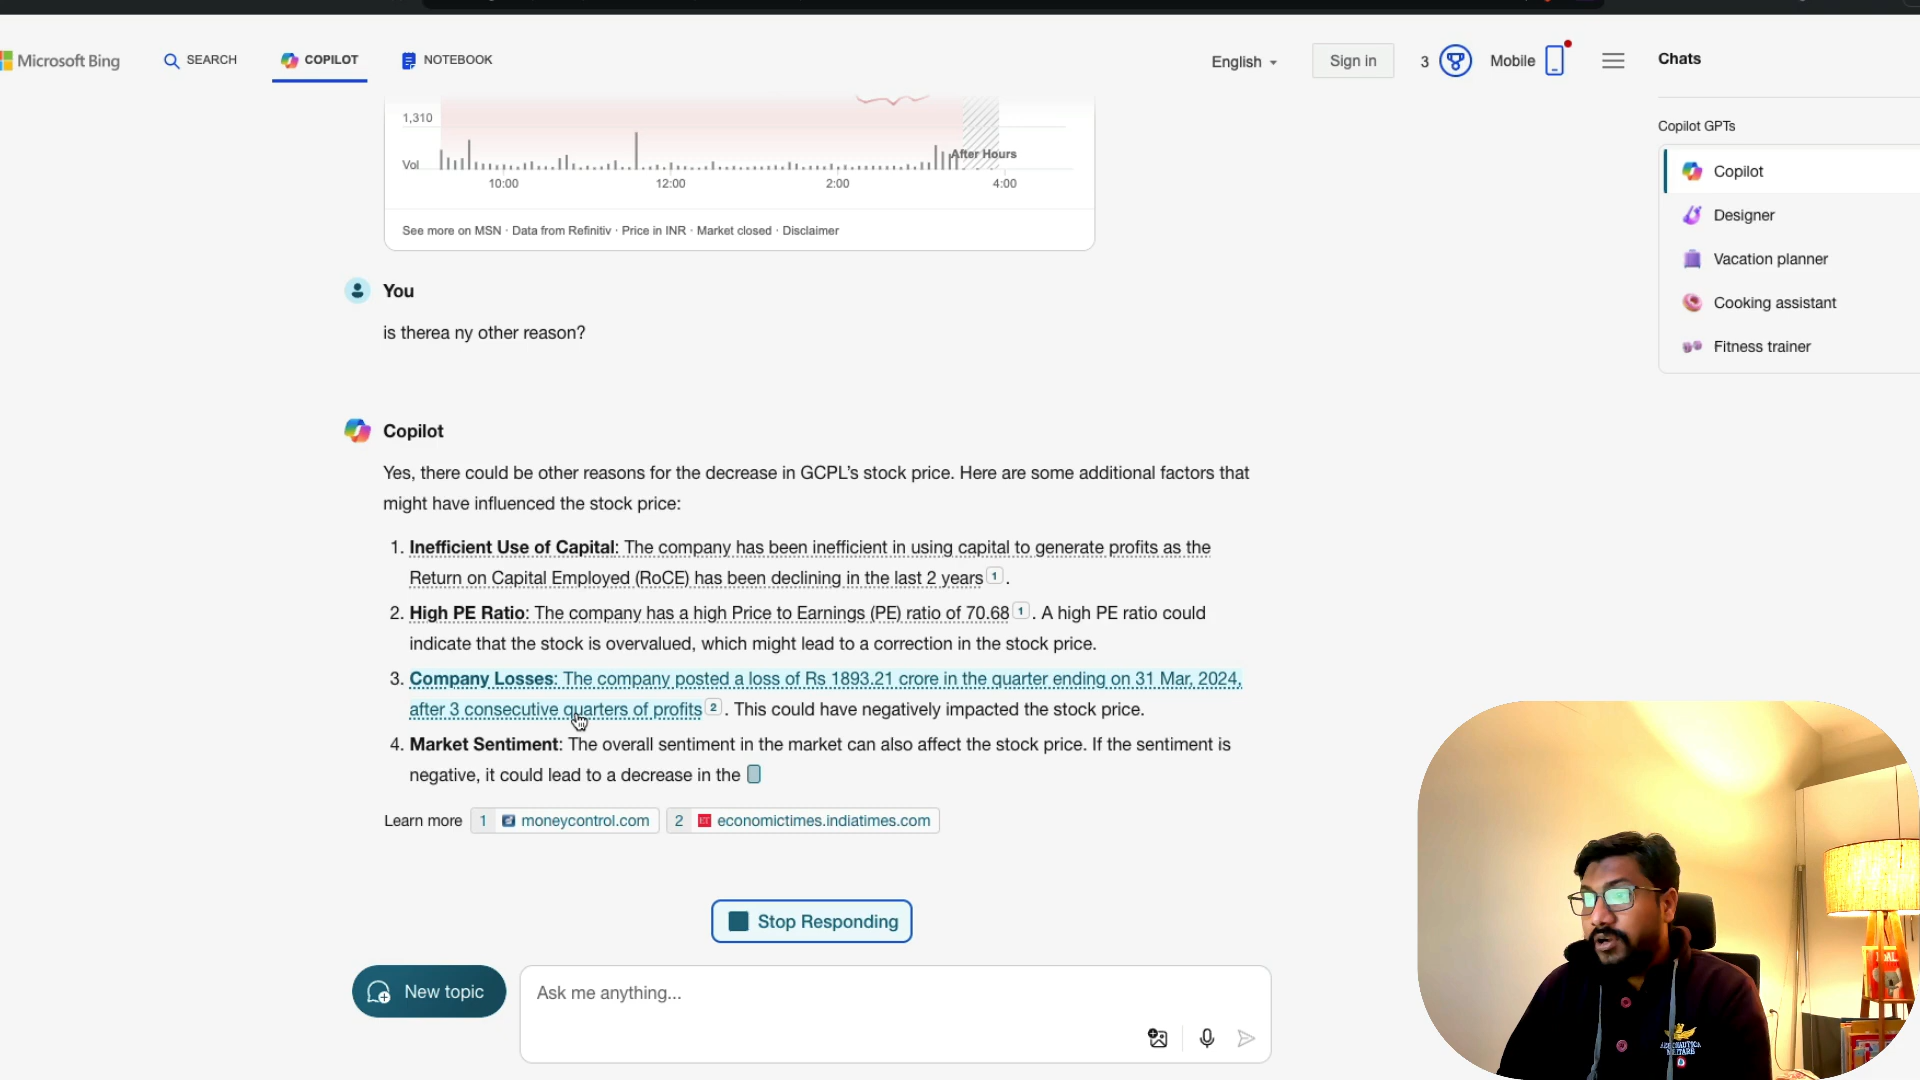 Microsoft Bing
SEARCH
COPILOT
NOTEBOOK
English
Sign in
3
Mobile
Chats
1,310
Vol
After Hours
10:00
12:00
2:00
4:00
See more on MSN · Data from Refinitiv · Price in INR · Market closed · Disclaimer
Copilot GPTs
Copilot
Designer
Vacation planner
Cooking assistant
Fitness trainer
You
is therea ny other reason?
Copilot
Yes, there could be other reasons for the decrease in GCPL's stock price. Here are some additional factors that
might have influenced the stock price:
1. Inefficient Use of Capital: The company has been inefficient in using capital to generate profits as the
Return on Capital Employed (RoCE) has been declining in the last 2 years 1 .
2. High PE Ratio: The company has a high Price to Earnings (PE) ratio of 70.68 1 . A high PE ratio could
indicate that the stock is overvalued, which might lead to a correction in the stock price.
3. Company Losses: The company posted a loss of Rs 1893.21 crore in the quarter ending on 31 Mar, 2024,
after 3 consecutive quarters of profits 2 . This could have negatively impacted the stock price.
4. Market Sentiment: The overall sentiment in the market can also affect the stock price. If the sentiment is
negative, it could lead to a decrease in the
Learn more 1 moneycontrol.com 2 ET economictimes.indiatimes.com
Stop Responding
New topic
Ask me anything...